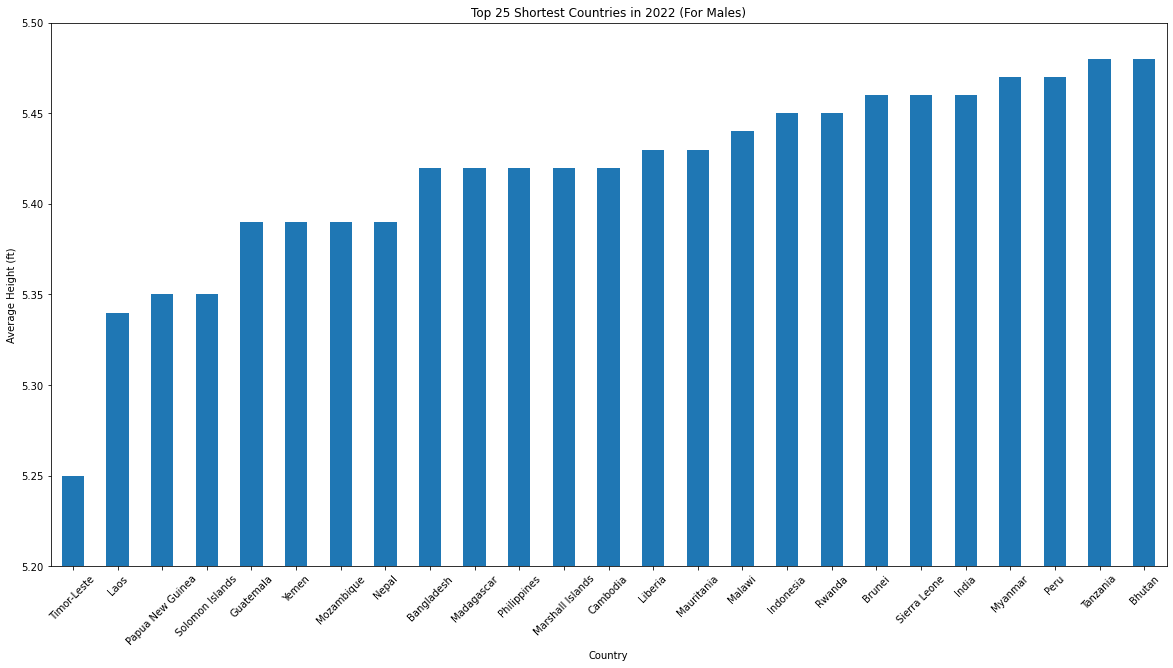 Top 25 Shortest Countries in 2022 (For Males)
5.50
5.45
5.40
5.35
5.30
5.25
5.20
Average Height (ft)
Timor-Leste
Laos
Papua New Guinea
Solomon Islands
Guatemala
Yemen
Mozambique
Nepal
Bangladesh
Madagascar
Philippines
Marshall Islands
Cambodia
Liberia
Mauritania
Malawi
Indonesia
Rwanda
Brunei
Sierra Leone
India
Myanmar
Peru
Tanzania
Bhutan
Country